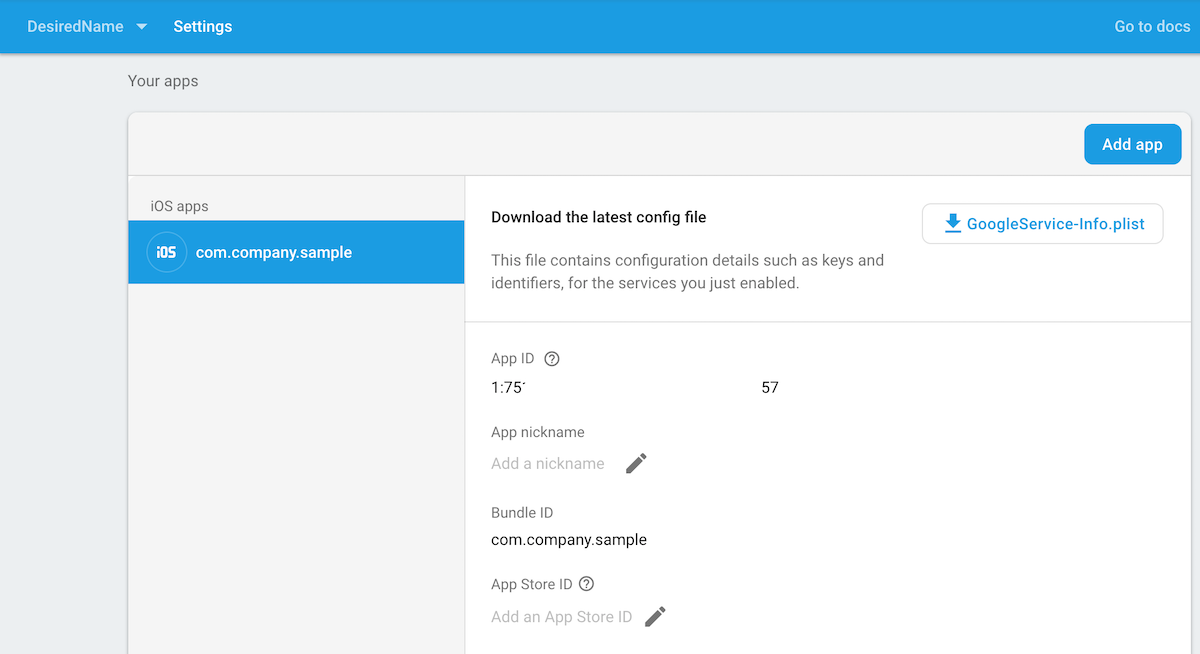 DesiredName Settings Go to docs
Your apps
Add app
iOS apps
iOS com.company.sample
Download the latest config file
GoogleService-Info.plist
This file contains configuration details such as keys and
identifiers, for the services you just enabled.
App ID
1:75 57
App nickname
Add a nickname
Bundle ID
com.company.sample
App Store ID
Add an App Store ID